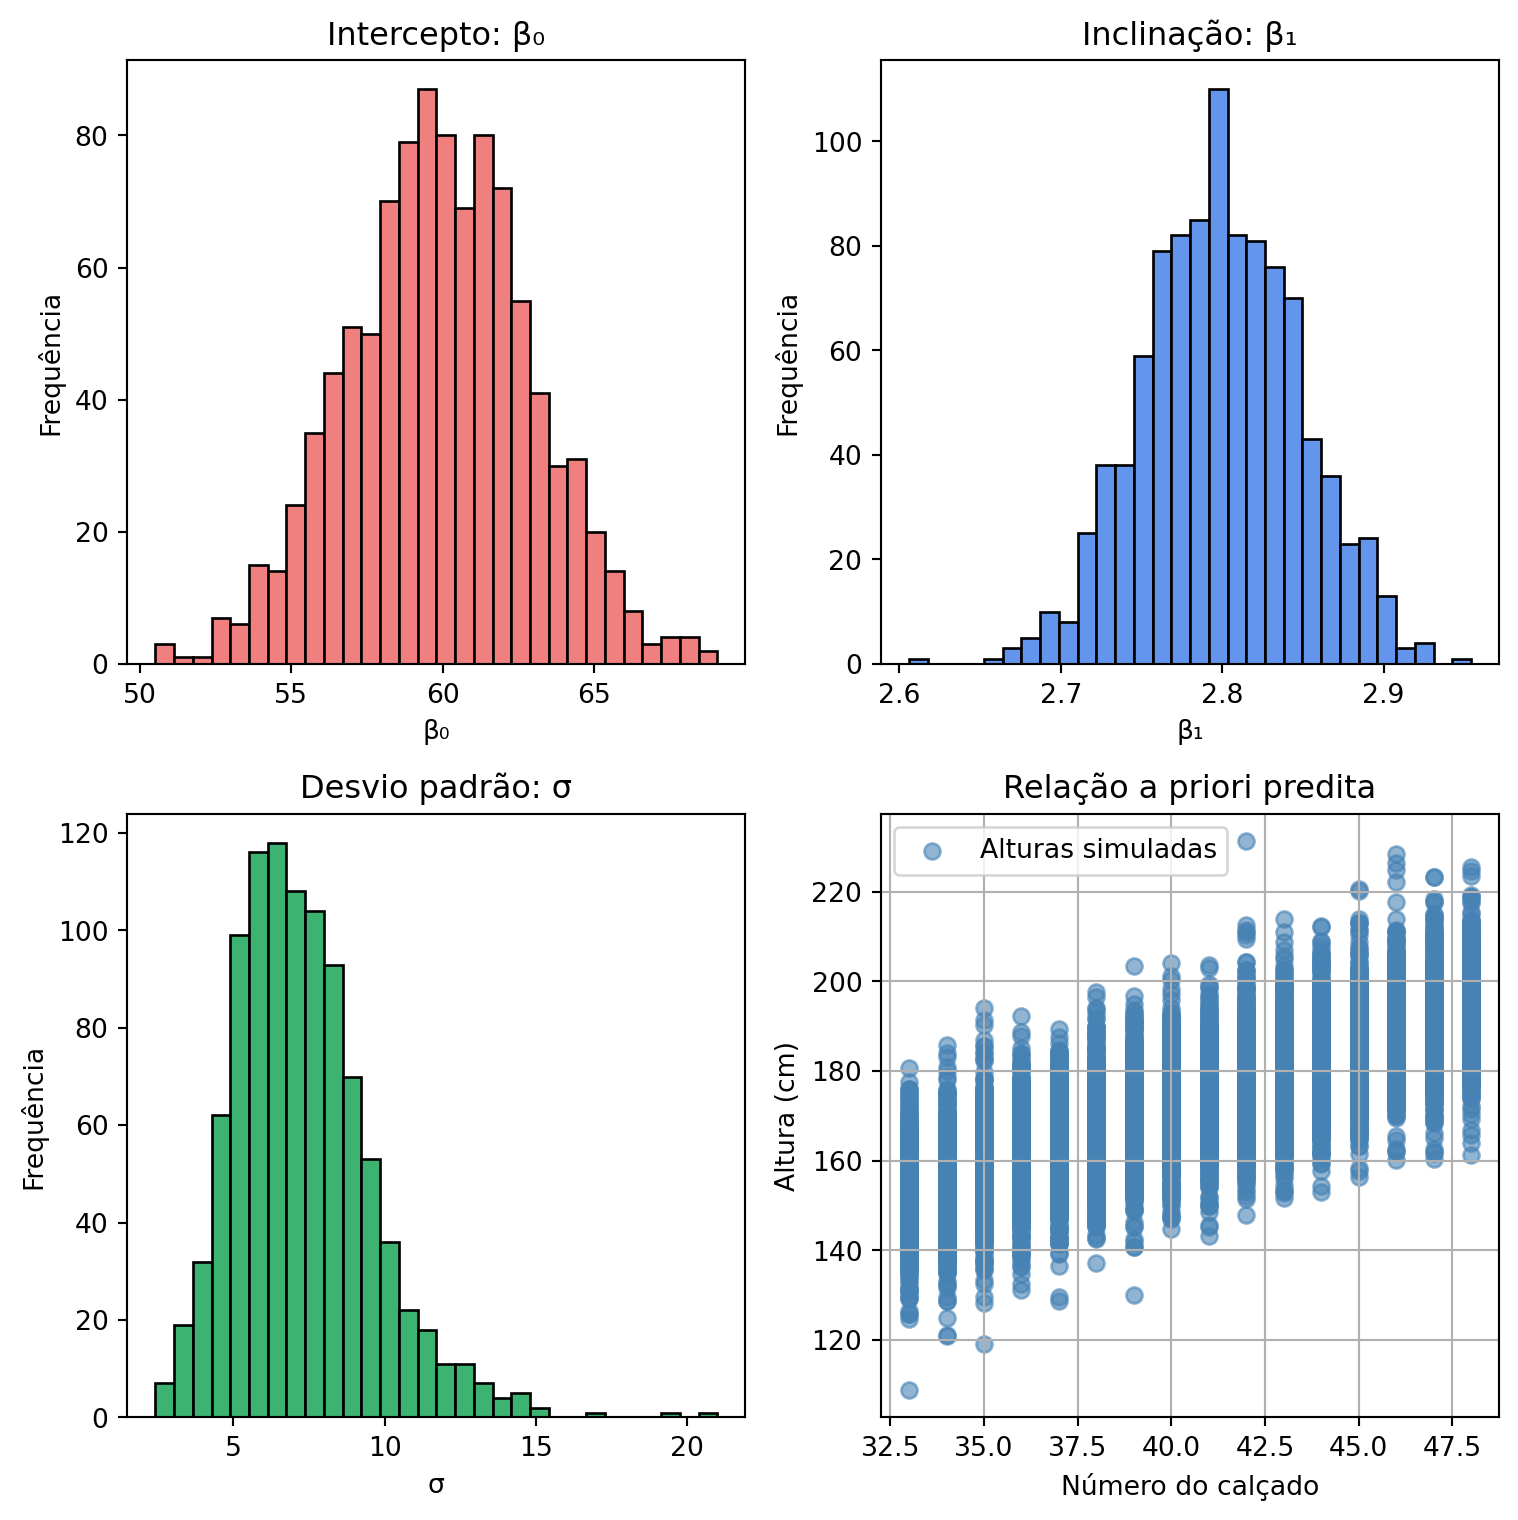 Intercepto: β₀
Frequência
80
60
40
20
0
50 55 60 65
β₀
Inclinação: β₁
Frequência
100
80
60
40
20
0
2.6 2.7 2.8 2.9
β₁
Desvio padrão: σ
Frequência
120
100
80
60
40
20
0
5 10 15 20
σ
Relação a priori predita
Alturas simuladas
Altura (cm)
220
200
180
160
140
120
32.5 35.0 37.5 40.0 42.5 45.0 47.5
Número do calçado